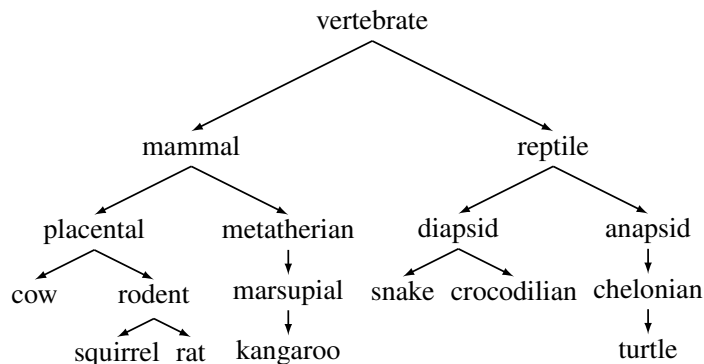 vertebrate
mammal reptile
placental metatherian diapsid anapsid
cow rodent marsupial snake crocodilian chelonian
squirrel rat kangaroo turtle